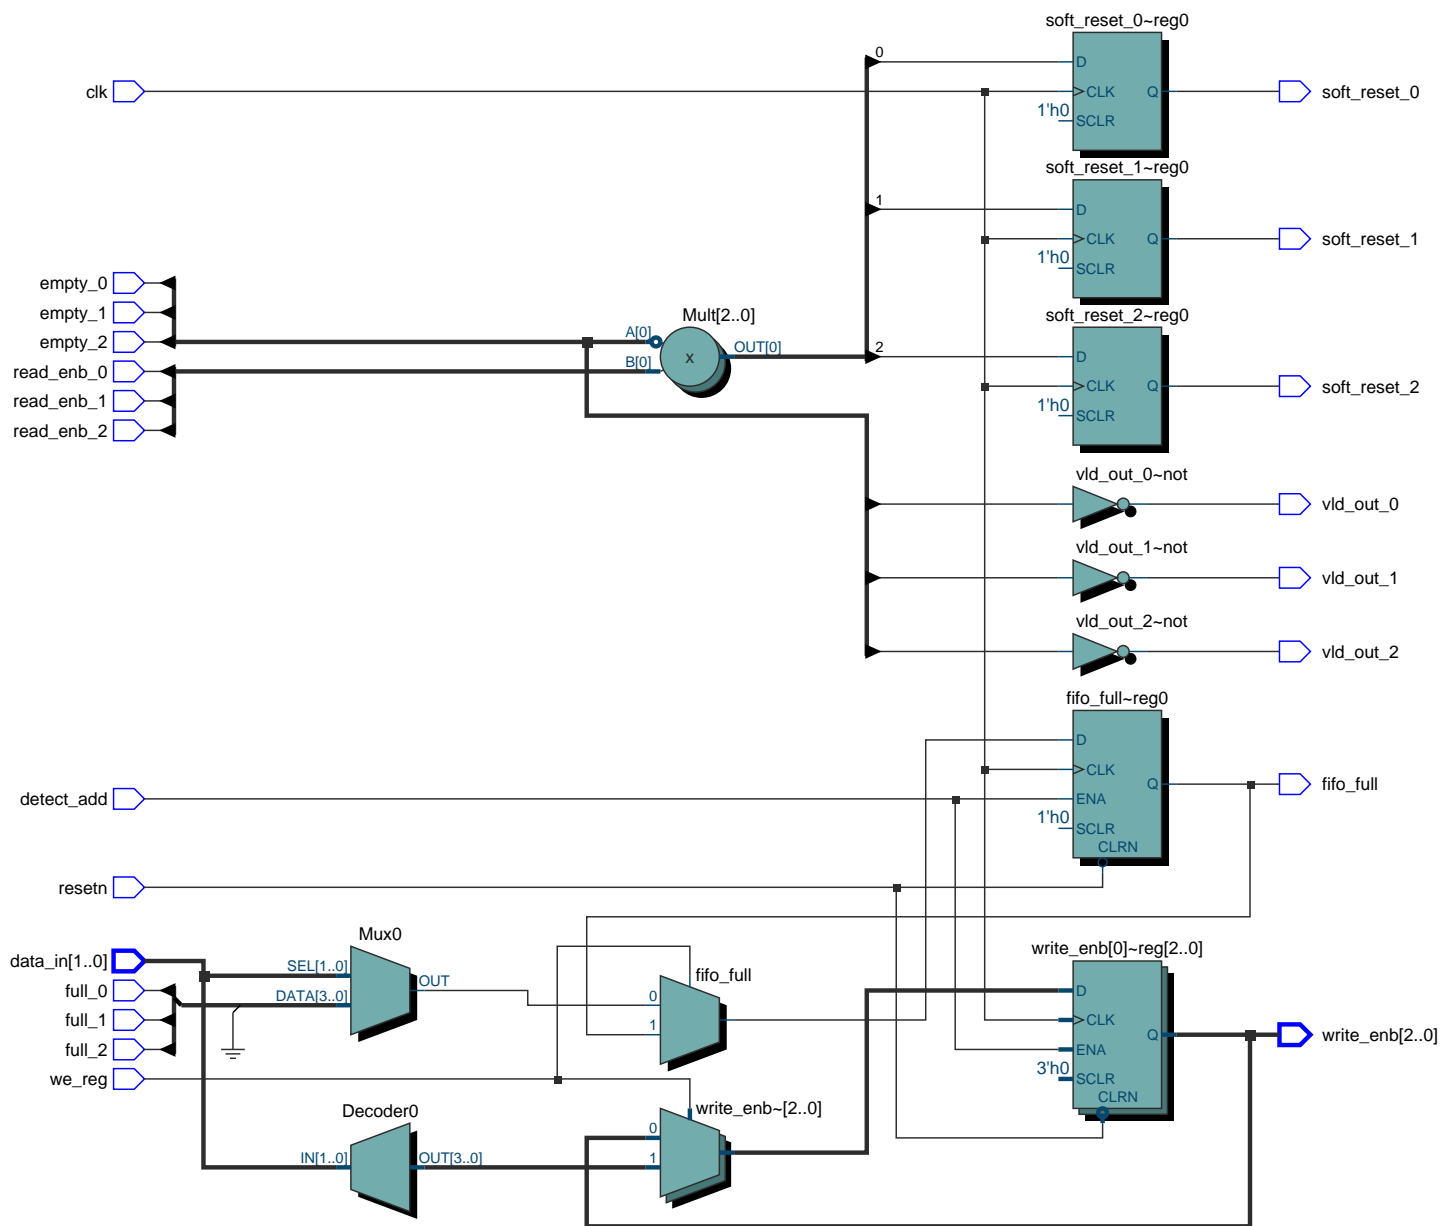 soft_reset_0~reg0
0
D
clk
CLK
Q
soft_reset_0
1'h0
SCLR
soft_reset_1~reg0
1
D
CLK
Q
soft_reset_1
1'h0
SCLR
empty_0
empty_1
Mult[2..0]
soft_reset_2~reg0
empty_2
A[0]
OUT[0]
2
D
x
read_enb_0
B[0]
CLK
Q
soft_reset_2
read_enb_1
1'h0
SCLR
read_enb_2
vld_out_0~not
vld_out_0
vld_out_1~not
vld_out_1
vld_out_2~not
vld_out_2
fifo_full~reg0
D
CLK
Q
fifo_full
detect_add
ENA
1'h0
SCLR
CLRN
resetn
Mux0
write_enb[0]~reg[2..0]
data_in[1..0]
SEL[1..0]
OUT
fifo_full
full_0
DATA[3..0]
0
D
full_1
1
CLK
Q
write_enb[2..0]
full_2
ENA
we_reg
3'h0
SCLR
CLRN
Decoder0
write_enb~[2..0]
0
IN[1..0]
OUT[3..0]
1